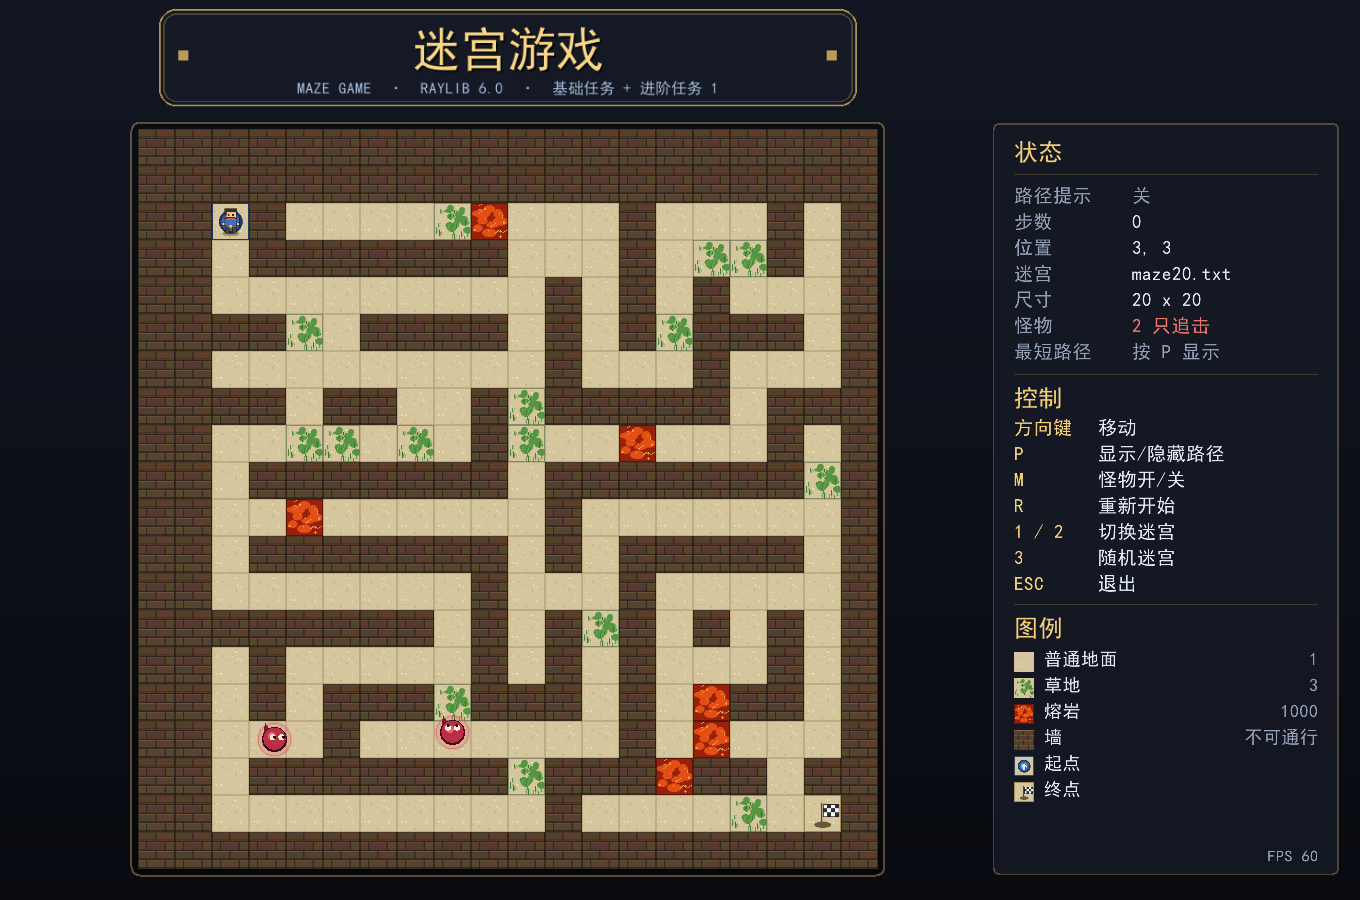 迷宫游戏
MAZE GAME · RAYLIB 6.0 · 基础任务 + 进阶任务 1
状态
路径提示 关
步数 0
位置 3, 3
迷宫 maze20.txt
尺寸 20 x 20
怪物 2 只追击
最短路径 按 P 显示
控制
方向键 移动
P 显示/隐藏路径
M 怪物开/关
R 重新开始
1 / 2 切换迷宫
3 随机迷宫
ESC 退出
图例
普通地面 1
草地 3
熔岩 1000
墙 不可通行
起点
终点
FPS 60